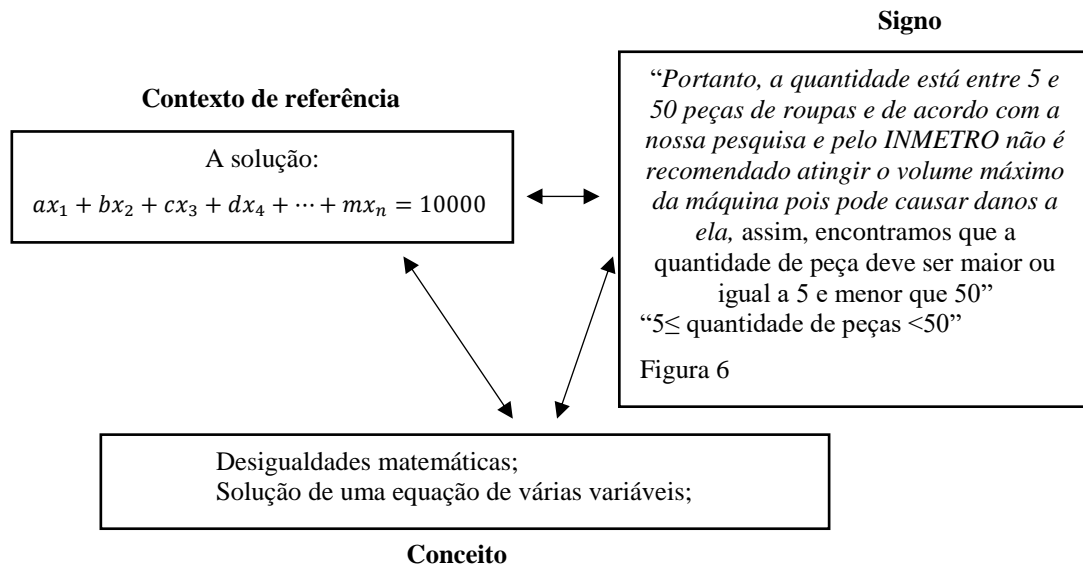 Signo
“Portanto, a quantidade está entre 5 e
50 peças de roupas e de acordo com a
nossa pesquisa e pelo INMETRO não é
recomendado atingir o volume máximo
da máquina pois pode causar danos a
ela, assim, encontramos que a
quantidade de peça deve ser maior ou
igual a 5 e menor que 50”
“5≤ quantidade de peças <50”
Figura 6
Contexto de referência
A solução:
𝑎𝑥₁ + 𝑏𝑥₂ + 𝑐𝑥₃ + 𝑑𝑥₄ + ⋯ + 𝑚𝑥ₙ = 10000
Desigualdades matemáticas;
Solução de uma equação de várias variáveis;
Conceito